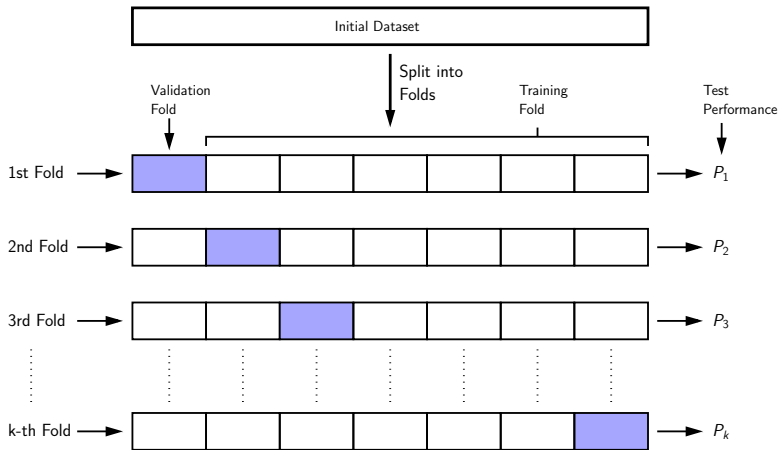 Initial Dataset
Split into
Folds
Validation
Fold
Training
Fold
Test
Performance
1st Fold
P1
2nd Fold
P2
3rd Fold
P3
k-th Fold
Pk